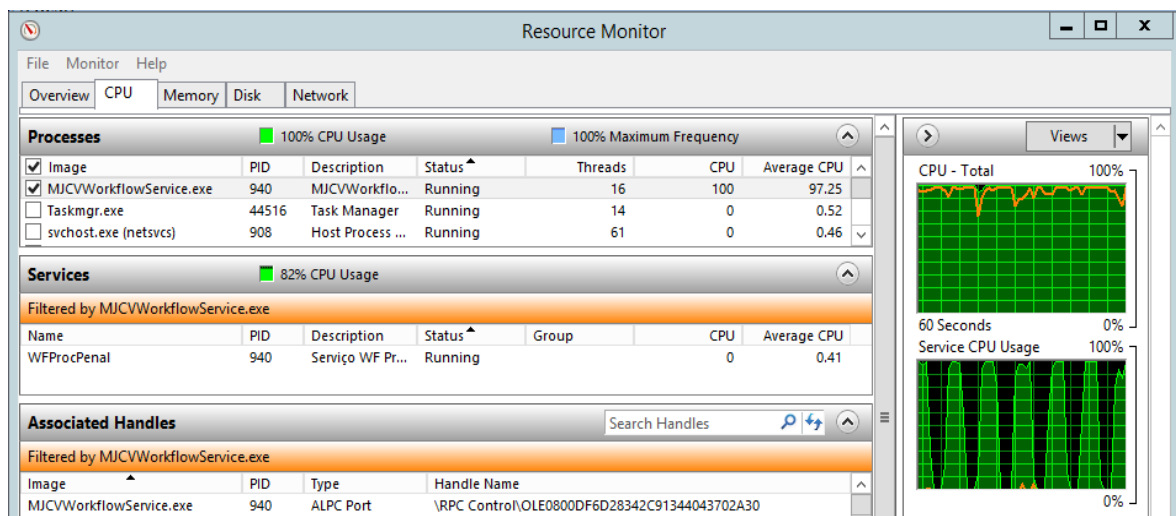 Resource Monitor
File Monitor Help
Overview CPU Memory Disk Network
Processes 100% CPU Usage 100% Maximum Frequency
Image PID Description Status Threads CPU Average CPU
MJCVWorkflowService.exe 940 MJCVWorkflo... Running 16 100 97.25
Taskmgr.exe 44516 Task Manager Running 14 0 0.52
svchost.exe (netsvcs) 908 Host Process ... Running 61 0 0.46
Services 82% CPU Usage
Filtered by MJCVWorkflowService.exe
Name PID Description Status Group CPU Average CPU
WFProcPenal 940 Serviço WF Pr... Running 0 0.41
Associated Handles Search Handles
Filtered by MJCVWorkflowService.exe
Image PID Type Handle Name
MJCVWorkflowService.exe 940 ALPC Port \RPC Control\OLE0800DF6D28342C91344043702A30
Views
CPU - Total 100%
60 Seconds 0%
Service CPU Usage 100%
0%